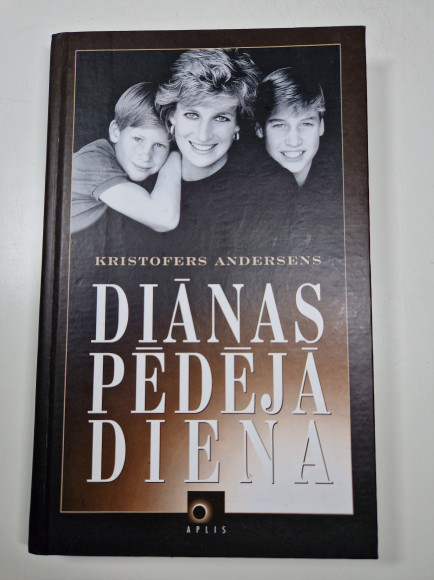 KRISTOFERS ANDERSENS
DIĀNAS
PĒDĒJĀ
DIENA
APLIS